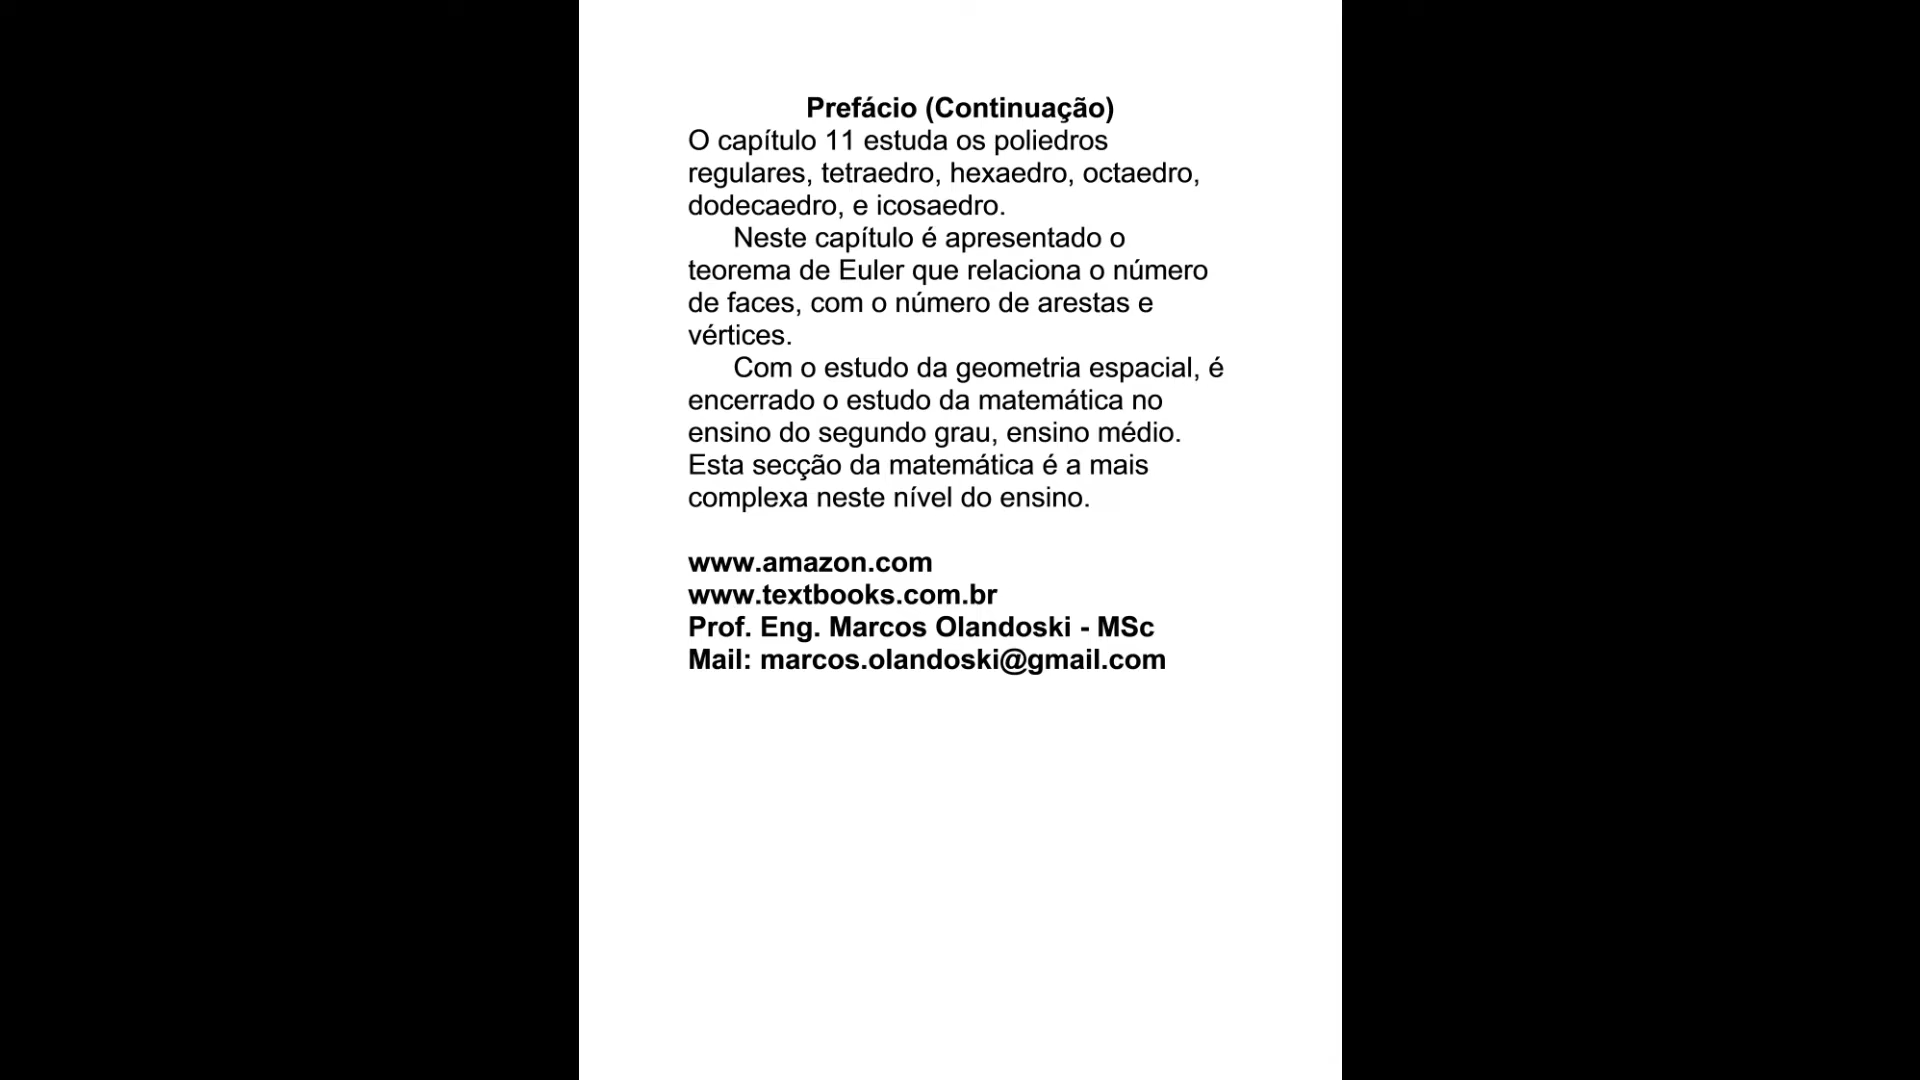 Prefácio (Continuação)
O capítulo 11 estuda os poliedros
regulares, tetraedro, hexaedro, octaedro,
dodecaedro, e icosaedro.
Neste capítulo é apresentado o
teorema de Euler que relaciona o número
de faces, com o número de arestas e
vértices.
Com o estudo da geometria espacial, é
encerrado o estudo da matemática no
ensino do segundo grau, ensino médio.
Esta secção da matemática é a mais
complexa neste nível do ensino.
www.amazon.com
www.textbooks.com.br
Prof. Eng. Marcos Olandoski - MSc
Mail: marcos.olandoski@gmail.com